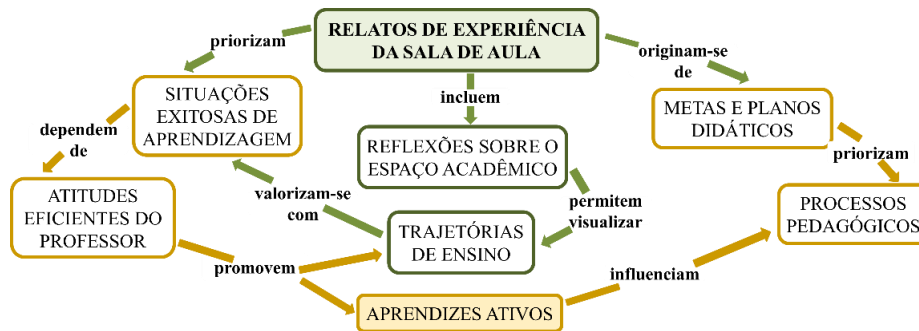 RELATOS DE EXPERIÊNCIA
DA SALA DE AULA
priorizam
originam-se
de
incluem
SITUAÇÕES
EXITOSAS DE
APRENDIZAGEM
METAS E PLANOS
DIDÁTICOS
dependem
de
REFLEXÕES SOBRE O
ESPAÇO ACADÊMICO
priorizam
ATITUDES
EFICIENTES DO
PROFESSOR
valorizam-se
com
permitem
visualizar
PROCESSOS
PEDAGÓGICOS
TRAJETÓRIAS
DE ENSINO
promovem
influenciam
APRENDIZES ATIVOS